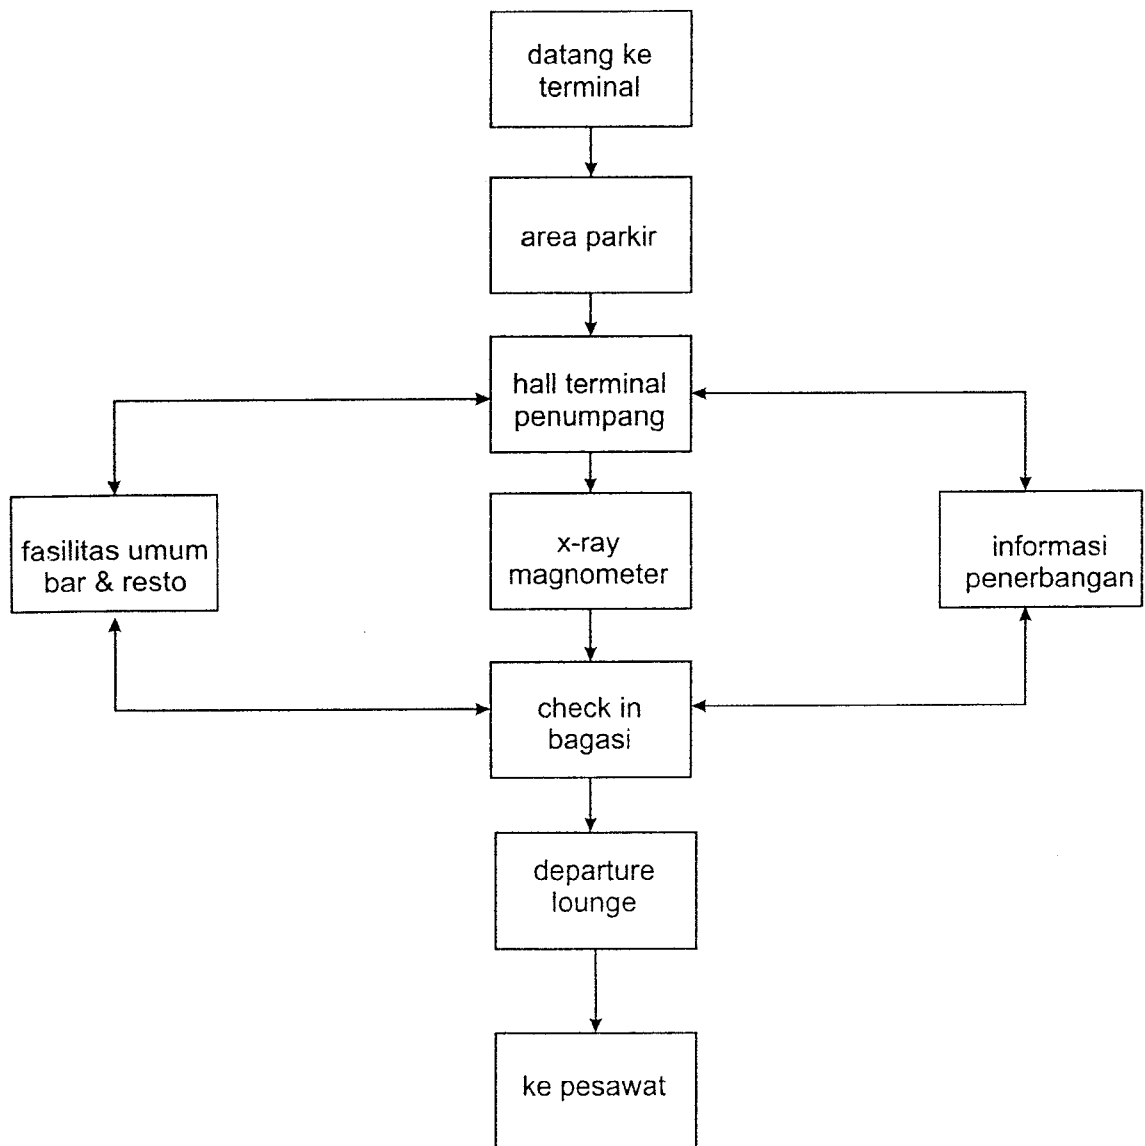 datang ke
terminal
area parkir
hall terminal
penumpang
fasilitas umum
bar & resto
x-ray
magnometer
informasi
penerbangan
check in
bagasi
departure
lounge
ke pesawat